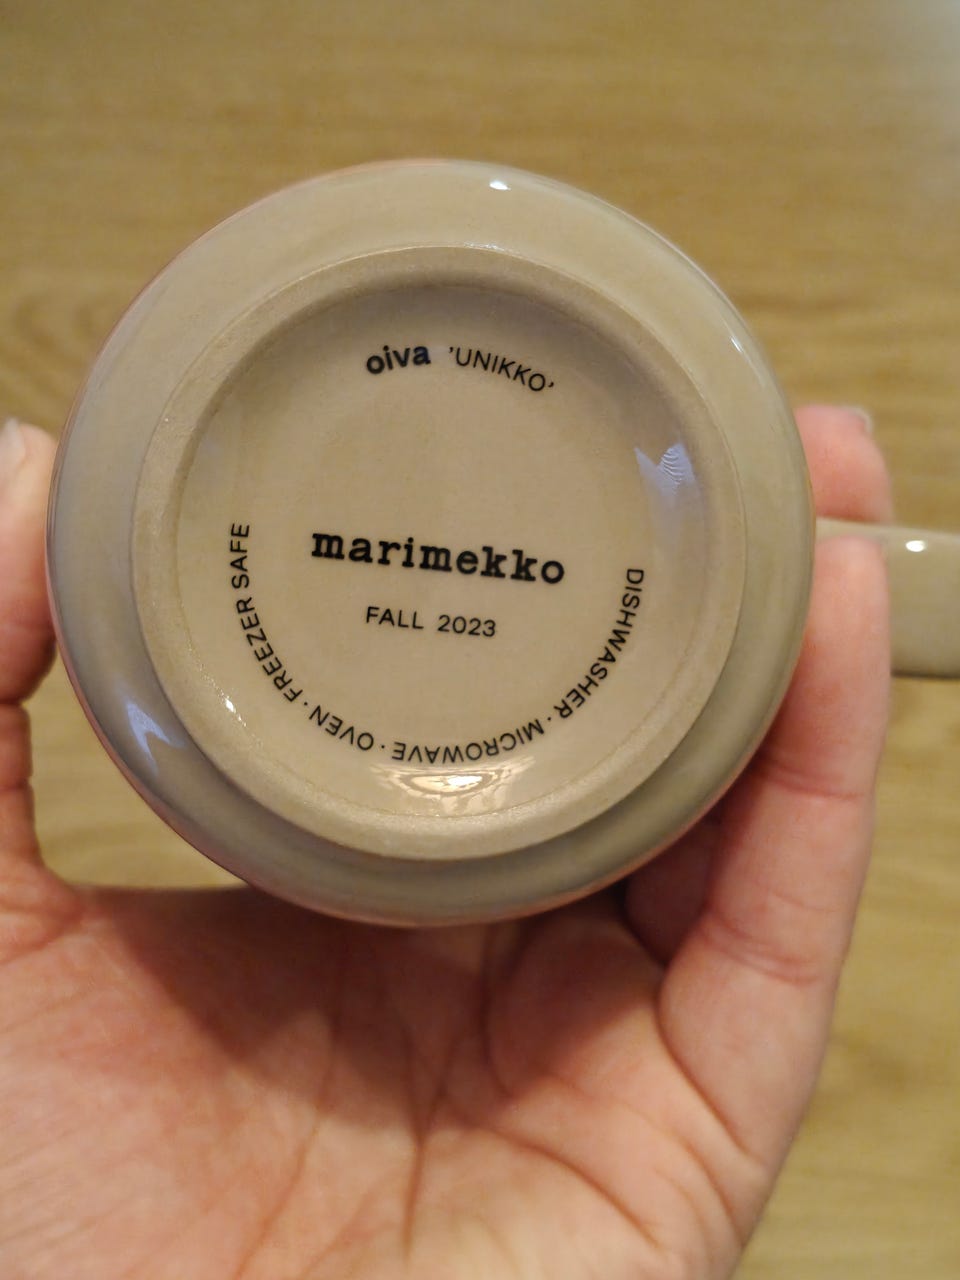 oiva 'UNIKKO'
marimekko
FALL 2023
DISHWASHER · MICROWAVE · OVEN · FREEZER SAFE